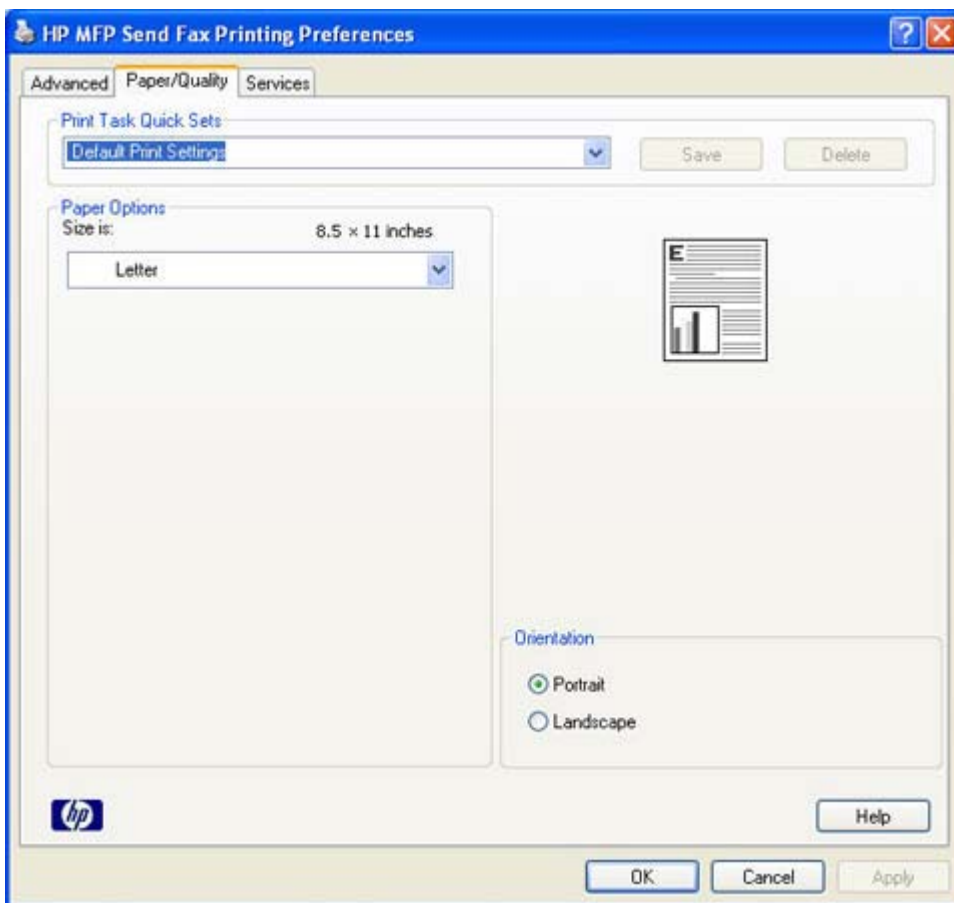 HP MFP Send Fax Printing Preferences
Advanced Paper/Quality Services
Print Task Quick Sets
Default Print Settings Save Delete
Paper Options
Size is: 8.5 × 11 inches
Letter
E
Orientation
Portrait
Landscape
hp Help
OK Cancel Apply